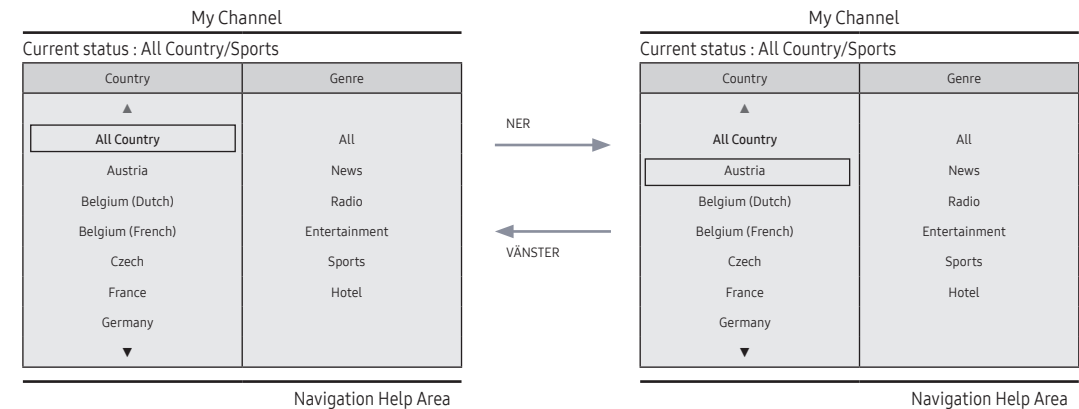 My Channel
Current status : All Country/Sports
Country Genre
▲
All Country All
Austria News
Belgium (Dutch) Radio
Belgium (French) Entertainment
Czech Sports
France Hotel
Germany
▼
Navigation Help Area
NER
VÄNSTER
My Channel
Current status : All Country/Sports
Country Genre
▲
All Country All
Austria News
Belgium (Dutch) Radio
Belgium (French) Entertainment
Czech Sports
France Hotel
Germany
▼
Navigation Help Area